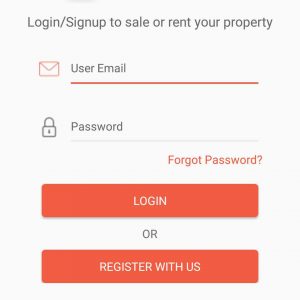 Login/Signup to sale or rent your property
User Email
Password
Forgot Password?
LOGIN
OR
REGISTER WITH US